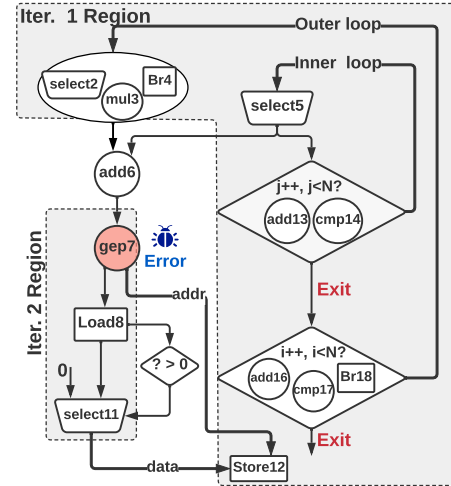 Iter. 1 Region
Outer loop
select2
Br4
mul3
Inner loop
select5
add6
j++, j<N?
add13
cmp14
gep7
Error
Iter. 2 Region
addr
Exit
Load8
? > 0
i++, i<N?
add16
cmp17
Br18
0
select11
Exit
data
Store12